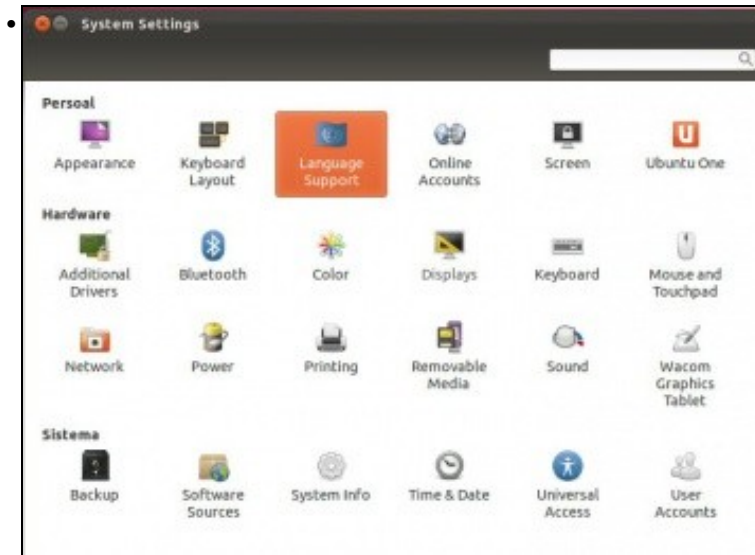 System Settings
Persoal
Appearance
Keyboard
Layout
Language
Support
Online
Accounts
Screen
Ubuntu One
Hardware
Additional
Drivers
Bluetooth
Color
Displays
Keyboard
Mouse and
Touchpad
Network
Power
Printing
Removable
Media
Sound
Wacom
Graphics
Tablet
Sistema
Backup
Software
Sources
System Info
Time & Date
Universal
Access
User
Accounts